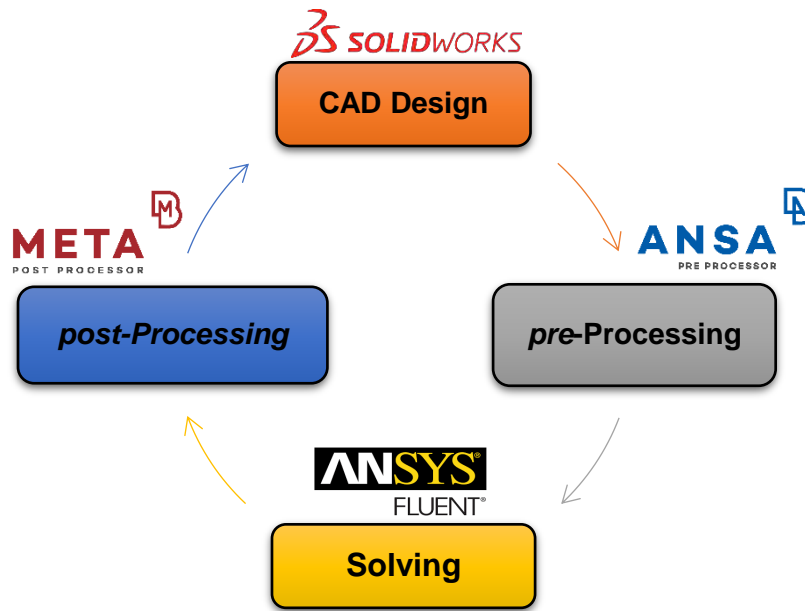 SOLIDWORKS
CAD Design
META
POST PROCESSOR
ANSA
PRE PROCESSOR
post-Processing
pre-Processing
ANSYS®
FLUENT®
Solving